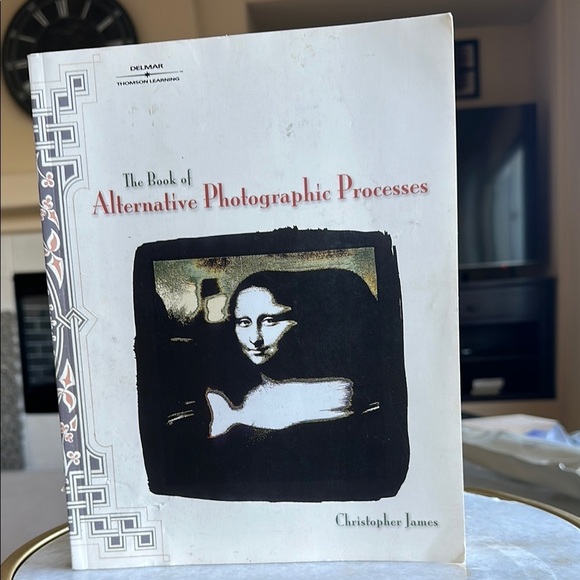 DELMAR
THOMSON LEARNING
The Book of
Alternative Photographic Processes
Christopher James